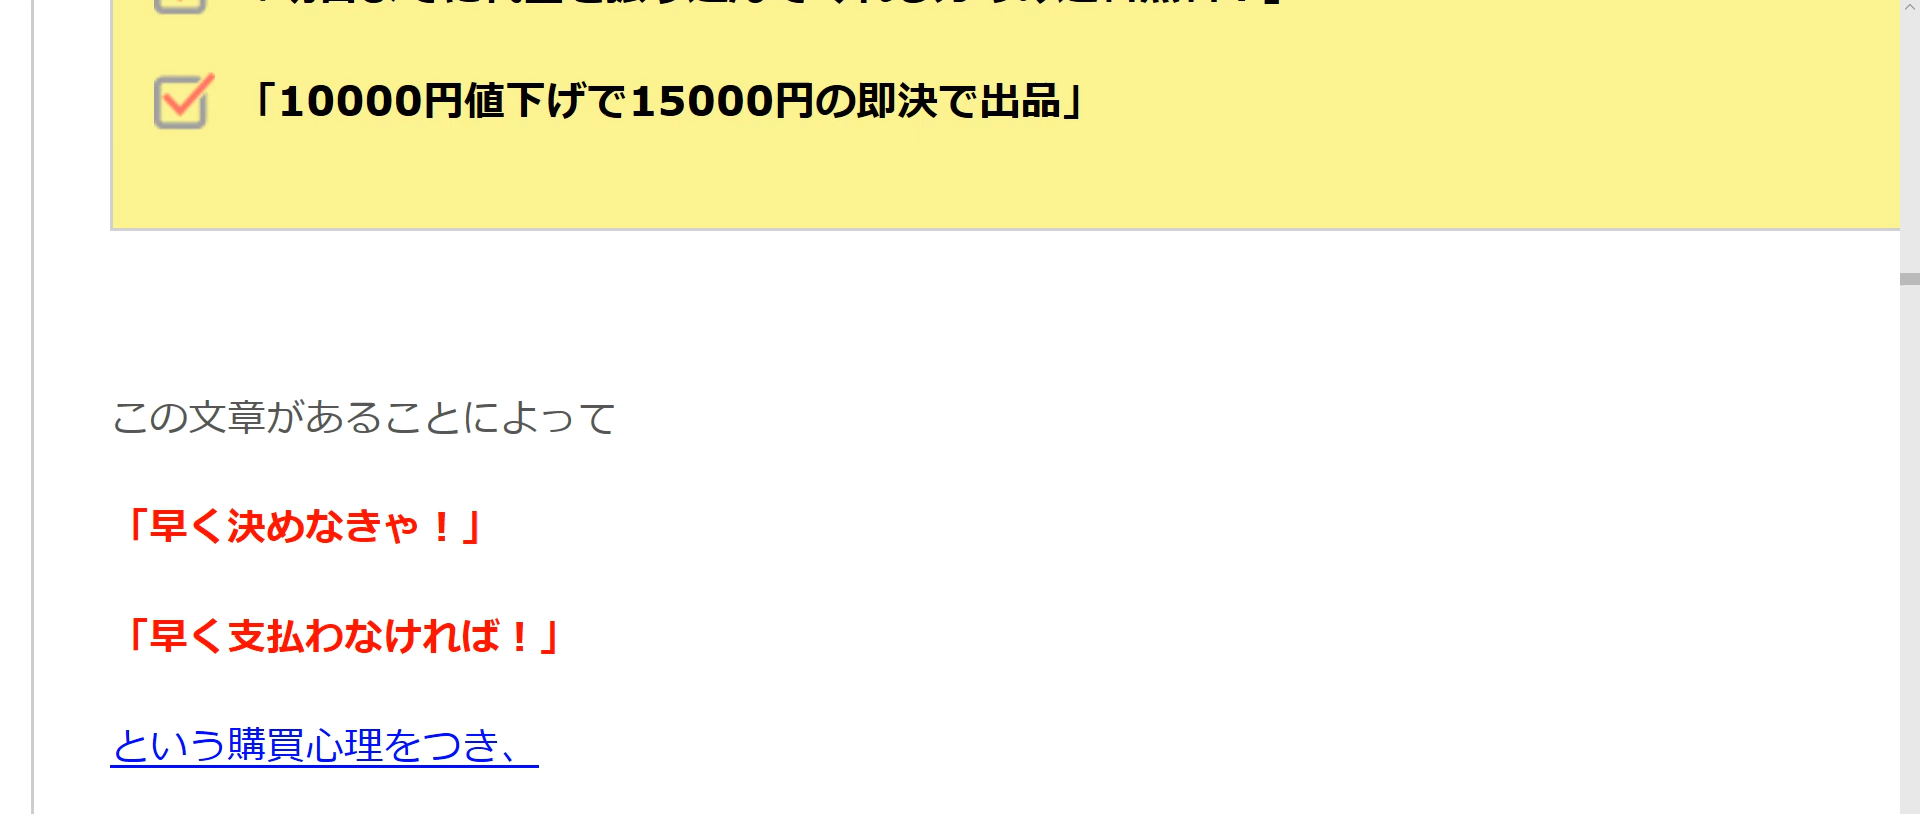 「10000円値下げで15000円の即決で出品」
この文章があることによって
「早く決めなきゃ！」
「早く支払わなければ！」
という購買心理をつき、